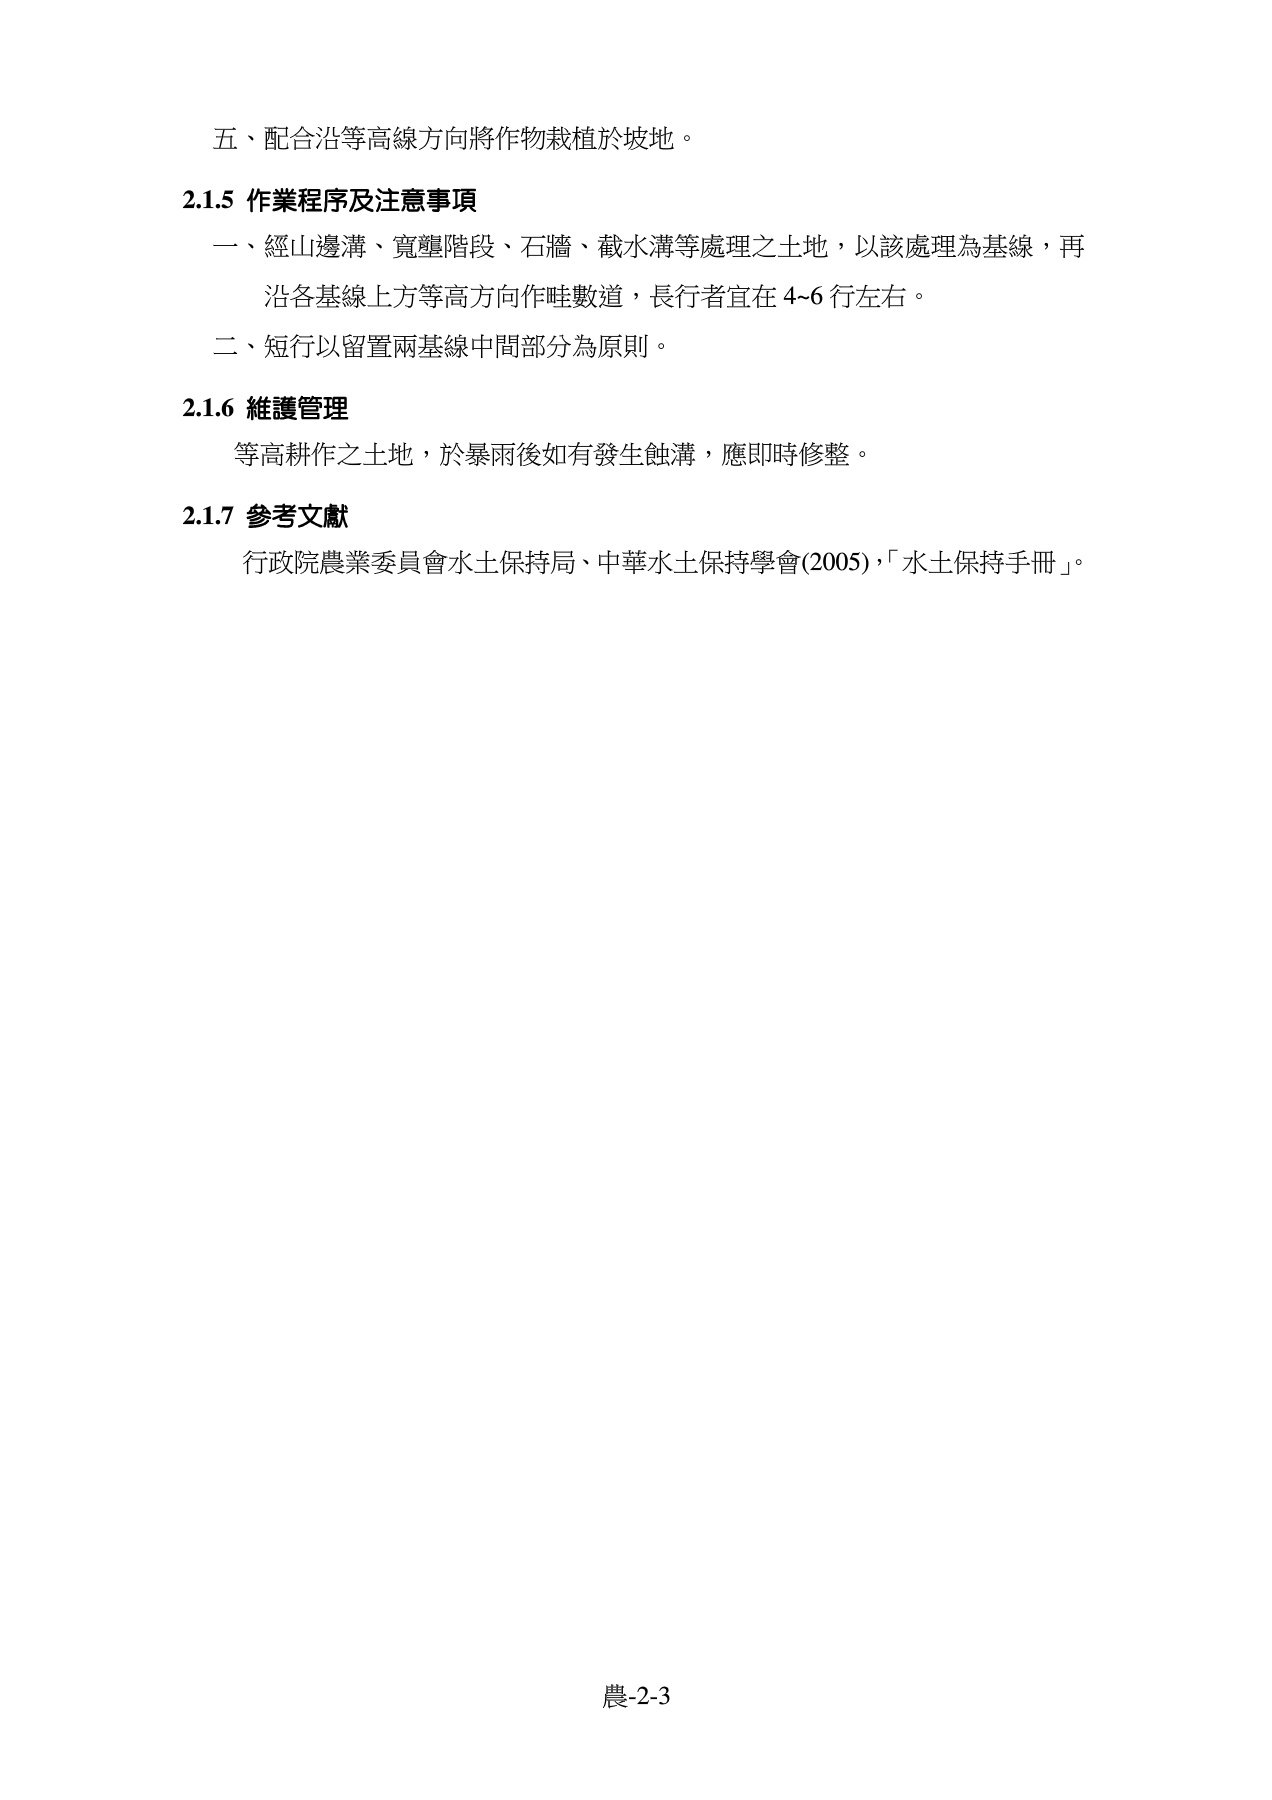 五、配合沿等高線方向將作物栽植於坡地。
2.1.5 作業程序及注意事項
一、經山邊溝、寬壟階段、石牆、截水溝等處理之土地，以該處理為基線，再
沿各基線上方等高方向作畦數道，長行者宜在 4~6 行左右。
二、短行以留置兩基線中間部分為原則。
2.1.6 維護管理
等高耕作之土地，於暴雨後如有發生蝕溝，應即時修整。
2.1.7 參考文獻
行政院農業委員會水土保持局、中華水土保持學會(2005)，「水土保持手冊」。
農-2-3